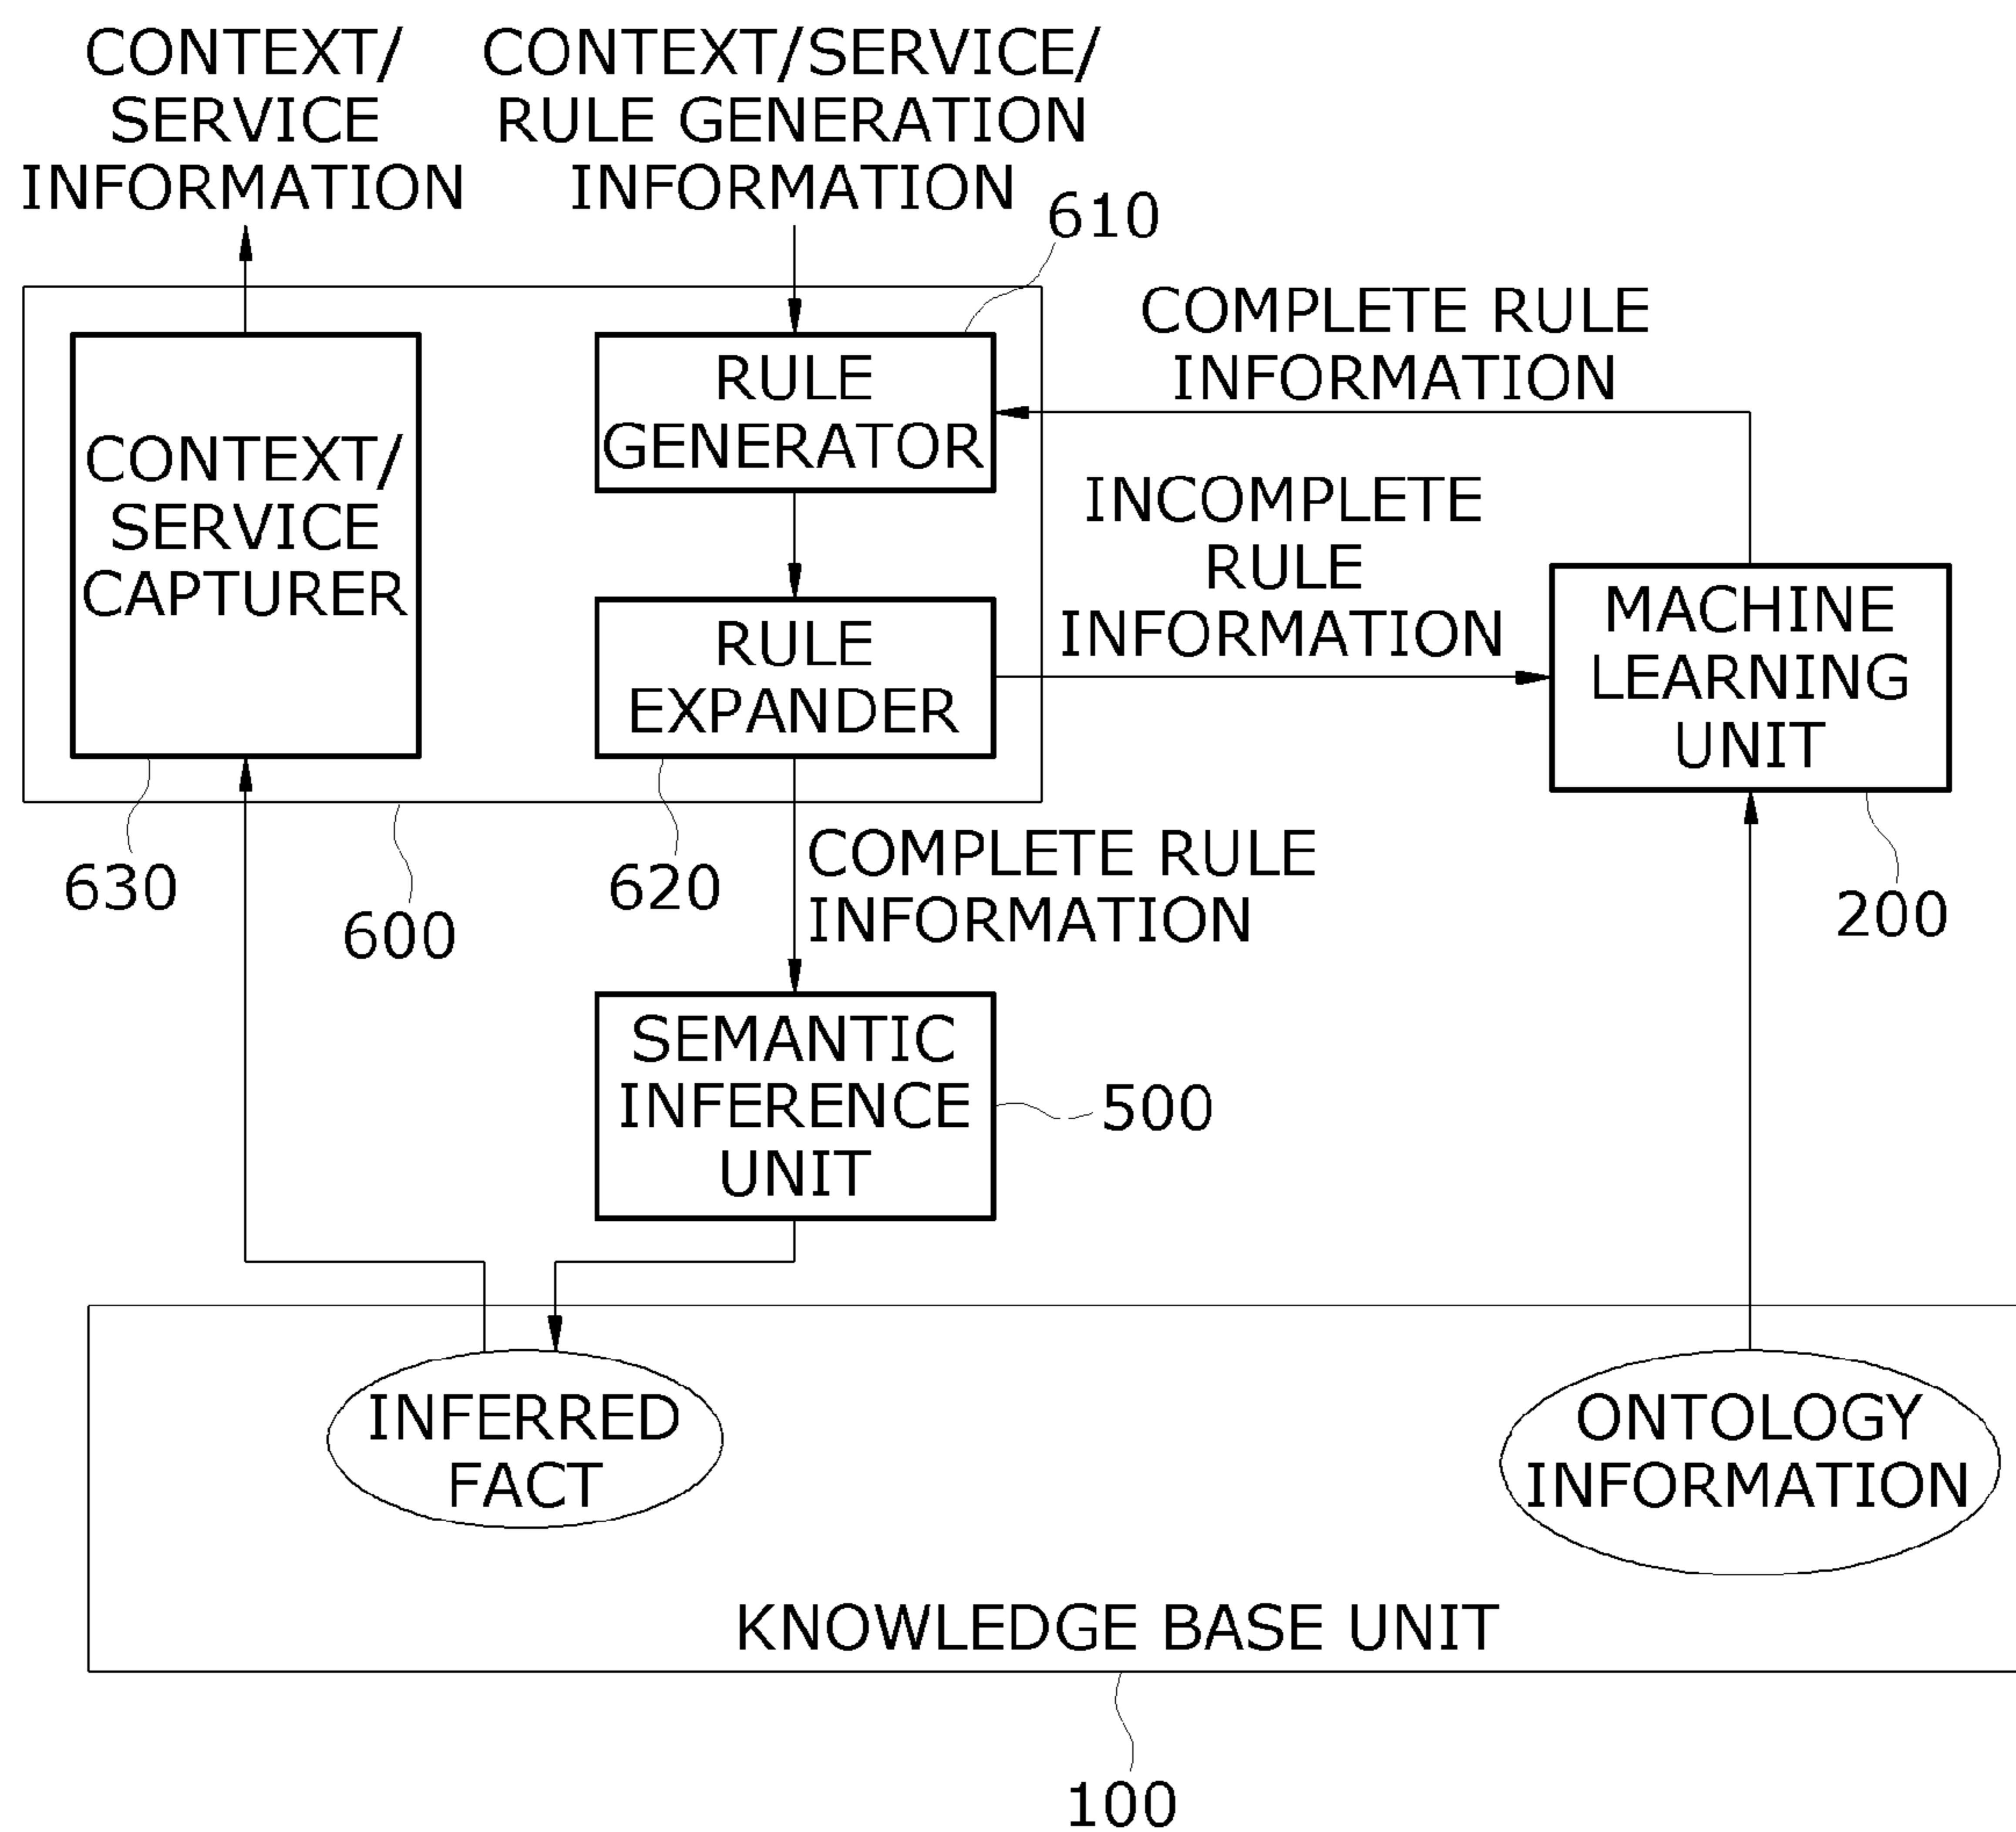 CONTEXT/
SERVICE
INFORMATION
CONTEXT/SERVICE/
RULE GENERATION
INFORMATION
610
COMPLETE RULE
INFORMATION
RULE
GENERATOR
CONTEXT/
SERVICE
CAPTURER
INCOMPLETE
RULE
INFORMATION
RULE
EXPANDER
MACHINE
LEARNING
UNIT
630
600
620
COMPLETE RULE
INFORMATION
200
SEMANTIC
INFERENCE
UNIT
500
INFERRED
FACT
ONTOLOGY
INFORMATION
KNOWLEDGE BASE UNIT
100